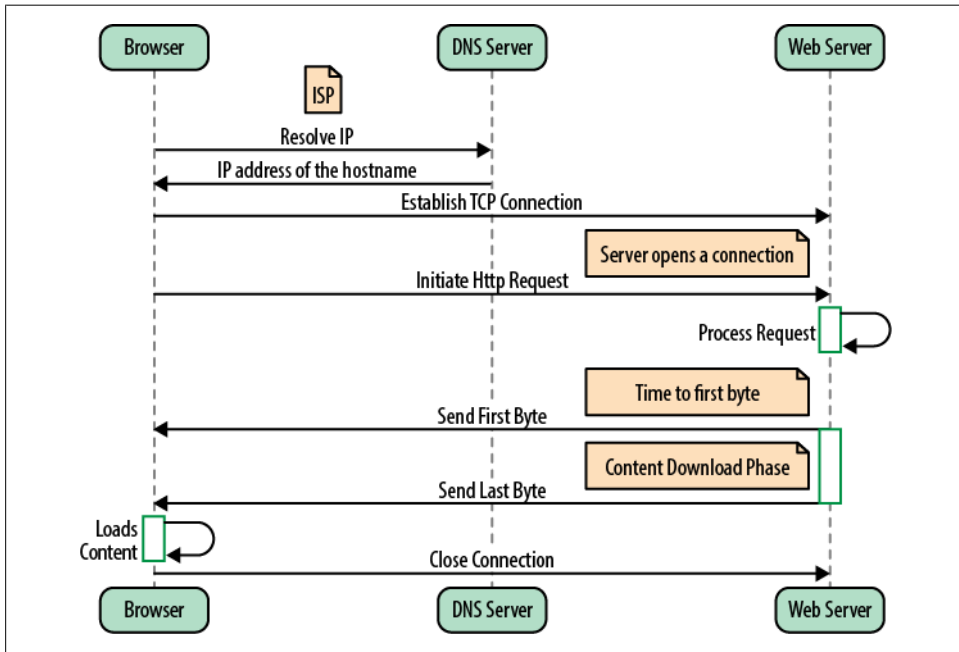 Browser
DNS Server
Web Server
ISP
Resolve IP
IP address of the hostname
Establish TCP Connection
Server opens a connection
Initiate Http Request
Process Request
Time to first byte
Send First Byte
Content Download Phase
Send Last Byte
Loads
Content
Close Connection
Browser
DNS Server
Web Server